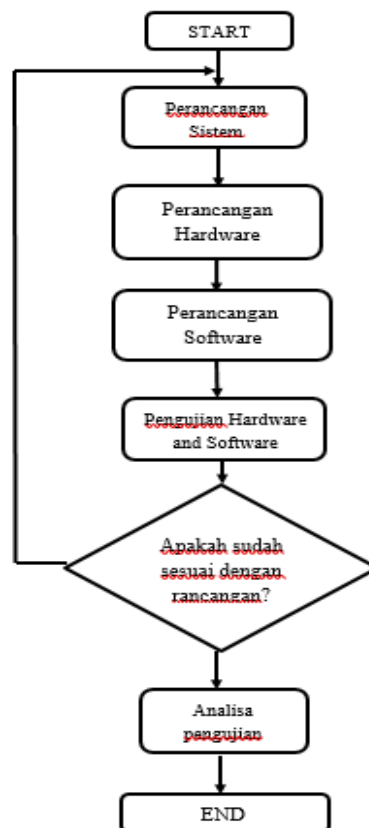 START
Perancangan
Sistem
Perancangan
Hardware
Perancangan
Software
Pengujian Hardware
and Software
Apakah sudah
sesuai dengan
rancangan?
Analisa
pengujian
END